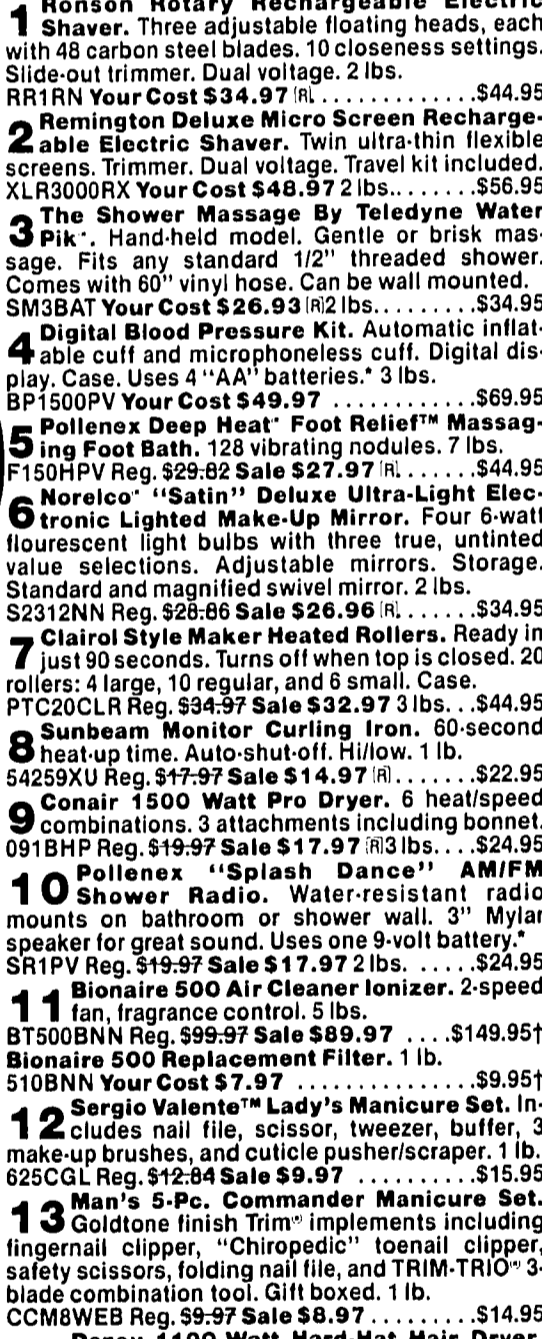 1 Ronson Rotary Rechargeable Electric
Shaver. Three adjustable floating heads, each
with 48 carbon steel blades. 10 closeness settings.
Slide-out trimmer. Dual voltage. 2 lbs.
RR1RN Your Cost $34.97 [R]..............$44.95
2 Remington Deluxe Micro Screen Recharge-
able Electric Shaver. Twin ultra-thin flexible
screens. Trimmer. Dual voltage. Travel kit included.
XLR3000RX Your Cost $48.97 2 lbs.........$56.95
3 The Shower Massage By Teledyne Water
Pik™. Hand-held model. Gentle or brisk mas-
sage. Fits any standard 1/2" threaded shower.
Comes with 60" vinyl hose. Can be wall mounted.
SM3BAT Your Cost $26.93 [R] 2 lbs..........$34.95
4 Digital Blood Pressure Kit. Automatic inflat-
able cuff and microphoneless cuff. Digital dis-
play. Case. Uses 4 "AA" batteries.* 3 lbs.
BP1500PV Your Cost $49.97 ..............$69.95
5 Pollenex Deep Heat* Foot Relief™ Massag-
ing Foot Bath. 128 vibrating nodules. 7 lbs.
F150HPV Reg. $29.82 Sale $27.97 [R].......$44.95
6 Norelco* "Satin" Deluxe Ultra-Light Elec-
tronic Lighted Make-Up Mirror. Four 6-watt
flourescent light bulbs with three true, untinted
value selections. Adjustable mirrors. Storage.
Standard and magnified swivel mirror. 2 lbs.
S2312NN Reg. $28.86 Sale $26.96 [R].......$34.95
7 Clairol Style Maker Heated Rollers. Ready in
just 90 seconds. Turns off when top is closed. 20
rollers: 4 large, 10 regular, and 6 small. Case.
PTC20CLR Reg. $34.97 Sale $32.97 3 lbs...$44.95
8 Sunbeam Monitor Curling Iron. 60-second
heat-up time. Auto-shut-off. Hi/low. 1 lb.
54259XU Reg. $17.97 Sale $14.97 [R].......$22.95
9 Conair 1500 Watt Pro Dryer. 6 heat/speed
combinations. 3 attachments including bonnet.
091BHP Reg. $19.97 Sale $17.97 [R] 3 lbs....$24.95
10 Pollenex "Splash Dance" AM/FM
Shower Radio. Water-resistant radio
mounts on bathroom or shower wall. 3" Mylar
speaker for great sound. Uses one 9-volt battery.*
SR1PV Reg. $19.97 Sale $17.97 2 lbs. ......$24.95
11 Bionaire 500 Air Cleaner Ionizer. 2-speed
fan, fragrance control. 5 lbs.
BT500BNN Reg. $99.97 Sale $89.97 ....$149.95†
Bionaire 500 Replacement Filter. 1 lb.
510BNN Your Cost $7.97 ................$9.95†
12 Sergio Valente™ Lady's Manicure Set. In-
cludes nail file, scissor, tweezer, buffer, 3
make-up brushes, and cuticle pusher/scraper. 1 lb.
625CGL Reg. $12.84 Sale $9.97 ..........$15.95
13 Man's 5-Pc. Commander Manicure Set.
Goldtone finish Trim® implements including
fingernail clipper, "Chiropedic" toenail clipper,
safety scissors, folding nail file, and TRIM-TRIO® 3-
blade combination tool. Gift boxed. 1 lb.
CCM8WEB Reg. $9.97 Sale $8.97..........$14.95
1100 Watt Hard-Hat Hair Dryer.